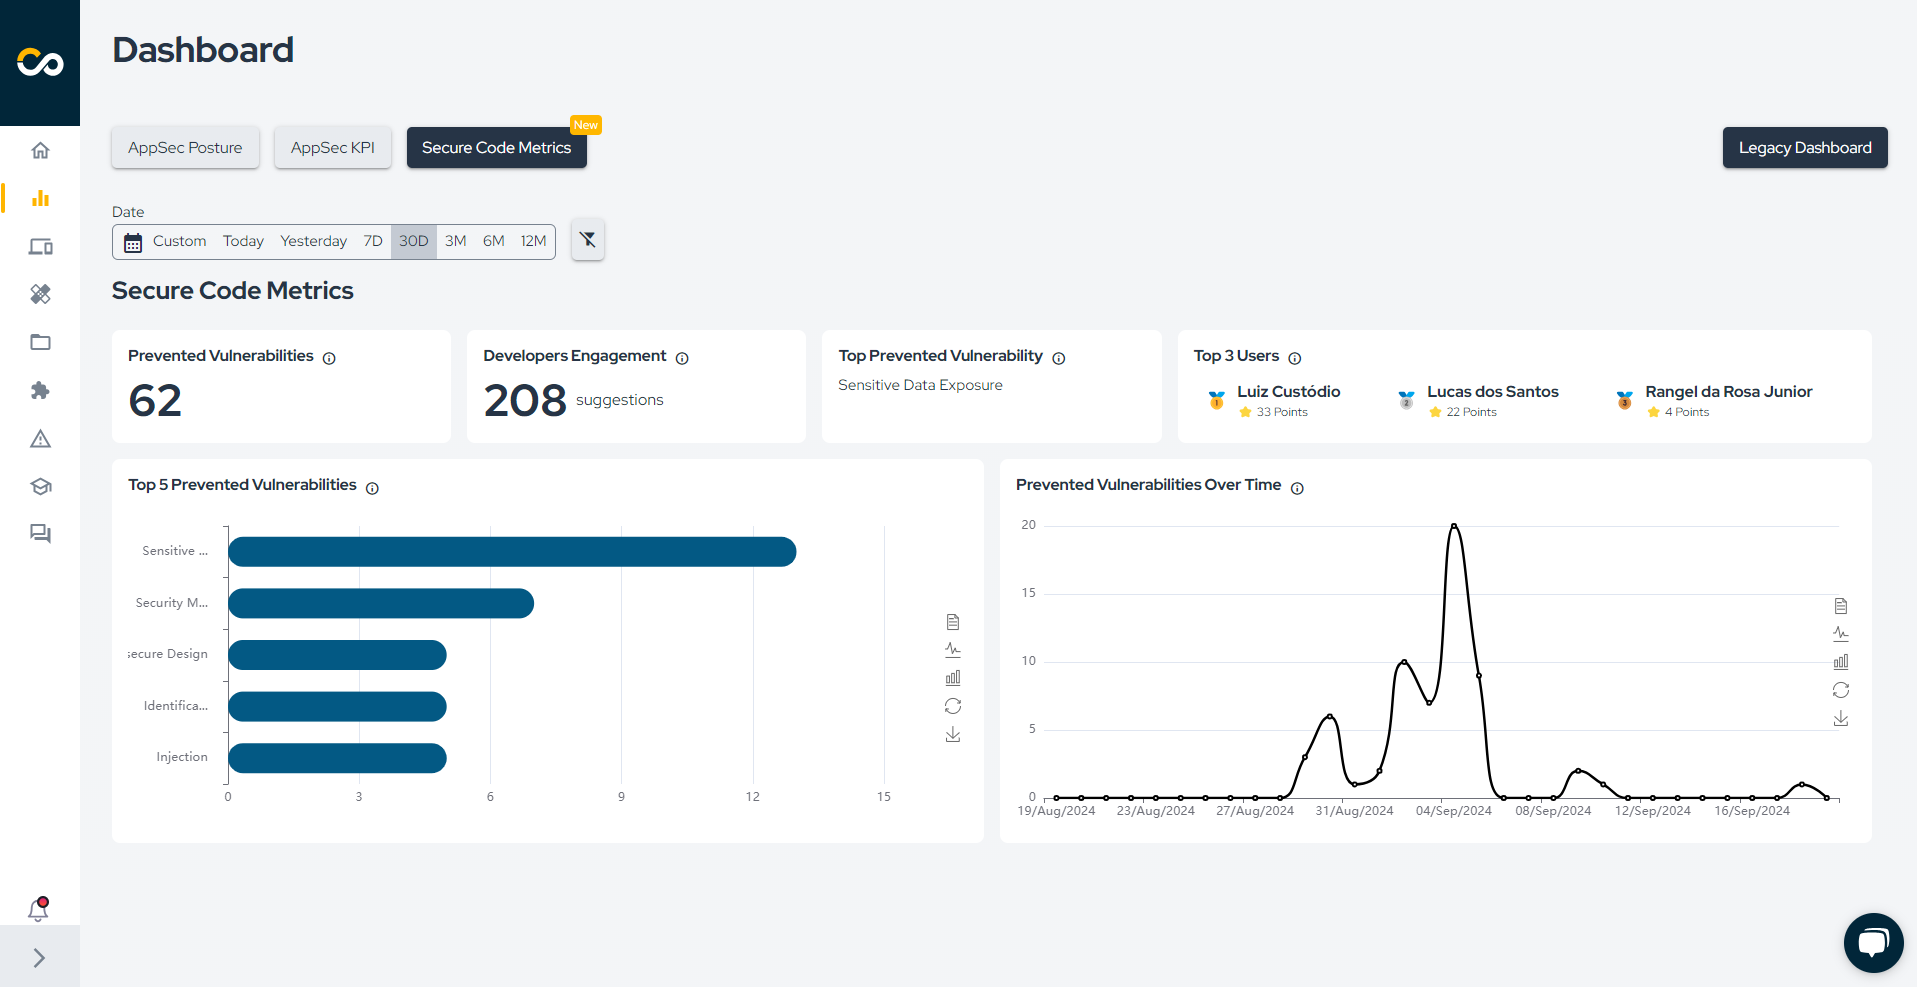 Dashboard
AppSec Posture
AppSec KPI
Secure Code Metrics
New
Legacy Dashboard
Date
Custom Today Yesterday 7D 30D 3M 6M 12M
Secure Code Metrics
Prevented Vulnerabilities
62
Developers Engagement
208 suggestions
Top Prevented Vulnerability
Sensitive Data Exposure
Top 3 Users
1 Luiz Custódio
33 Points
2 Lucas dos Santos
22 Points
3 Rangel da Rosa Junior
4 Points
Top 5 Prevented Vulnerabilities
Sensitive ...
Security M...
secure Design
Identifica...
Injection
0 3 6 9 12 15
Prevented Vulnerabilities Over Time
20
15
10
5
0
19/Aug/2024 23/Aug/2024 27/Aug/2024 31/Aug/2024 04/Sep/2024 08/Sep/2024 12/Sep/2024 16/Sep/2024